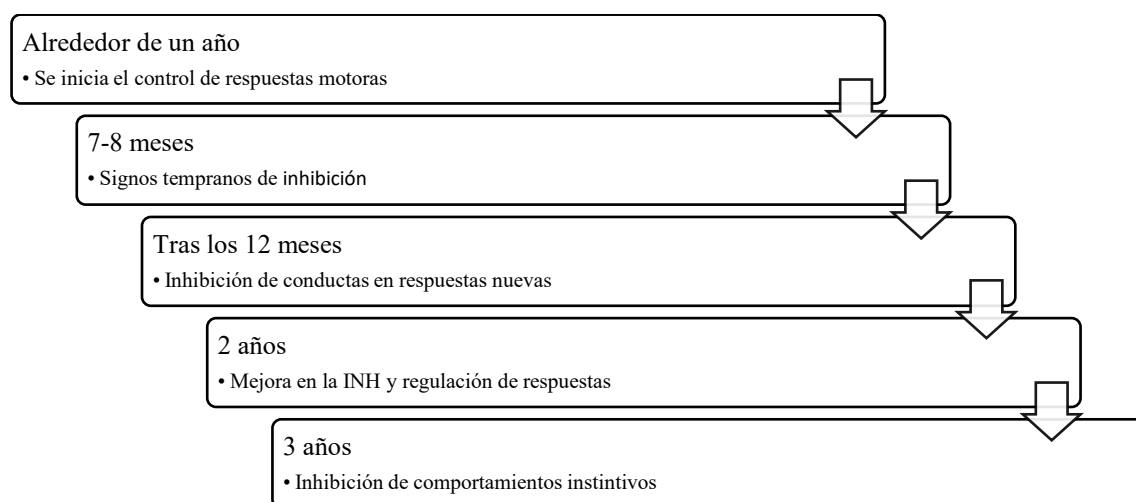 Alrededor de un año
• Se inicia el control de respuestas motoras
7-8 meses
• Signos tempranos de inhibición
Tras los 12 meses
• Inhibición de conductas en respuestas nuevas
2 años
• Mejora en la INH y regulación de respuestas
3 años
• Inhibición de comportamientos instintivos